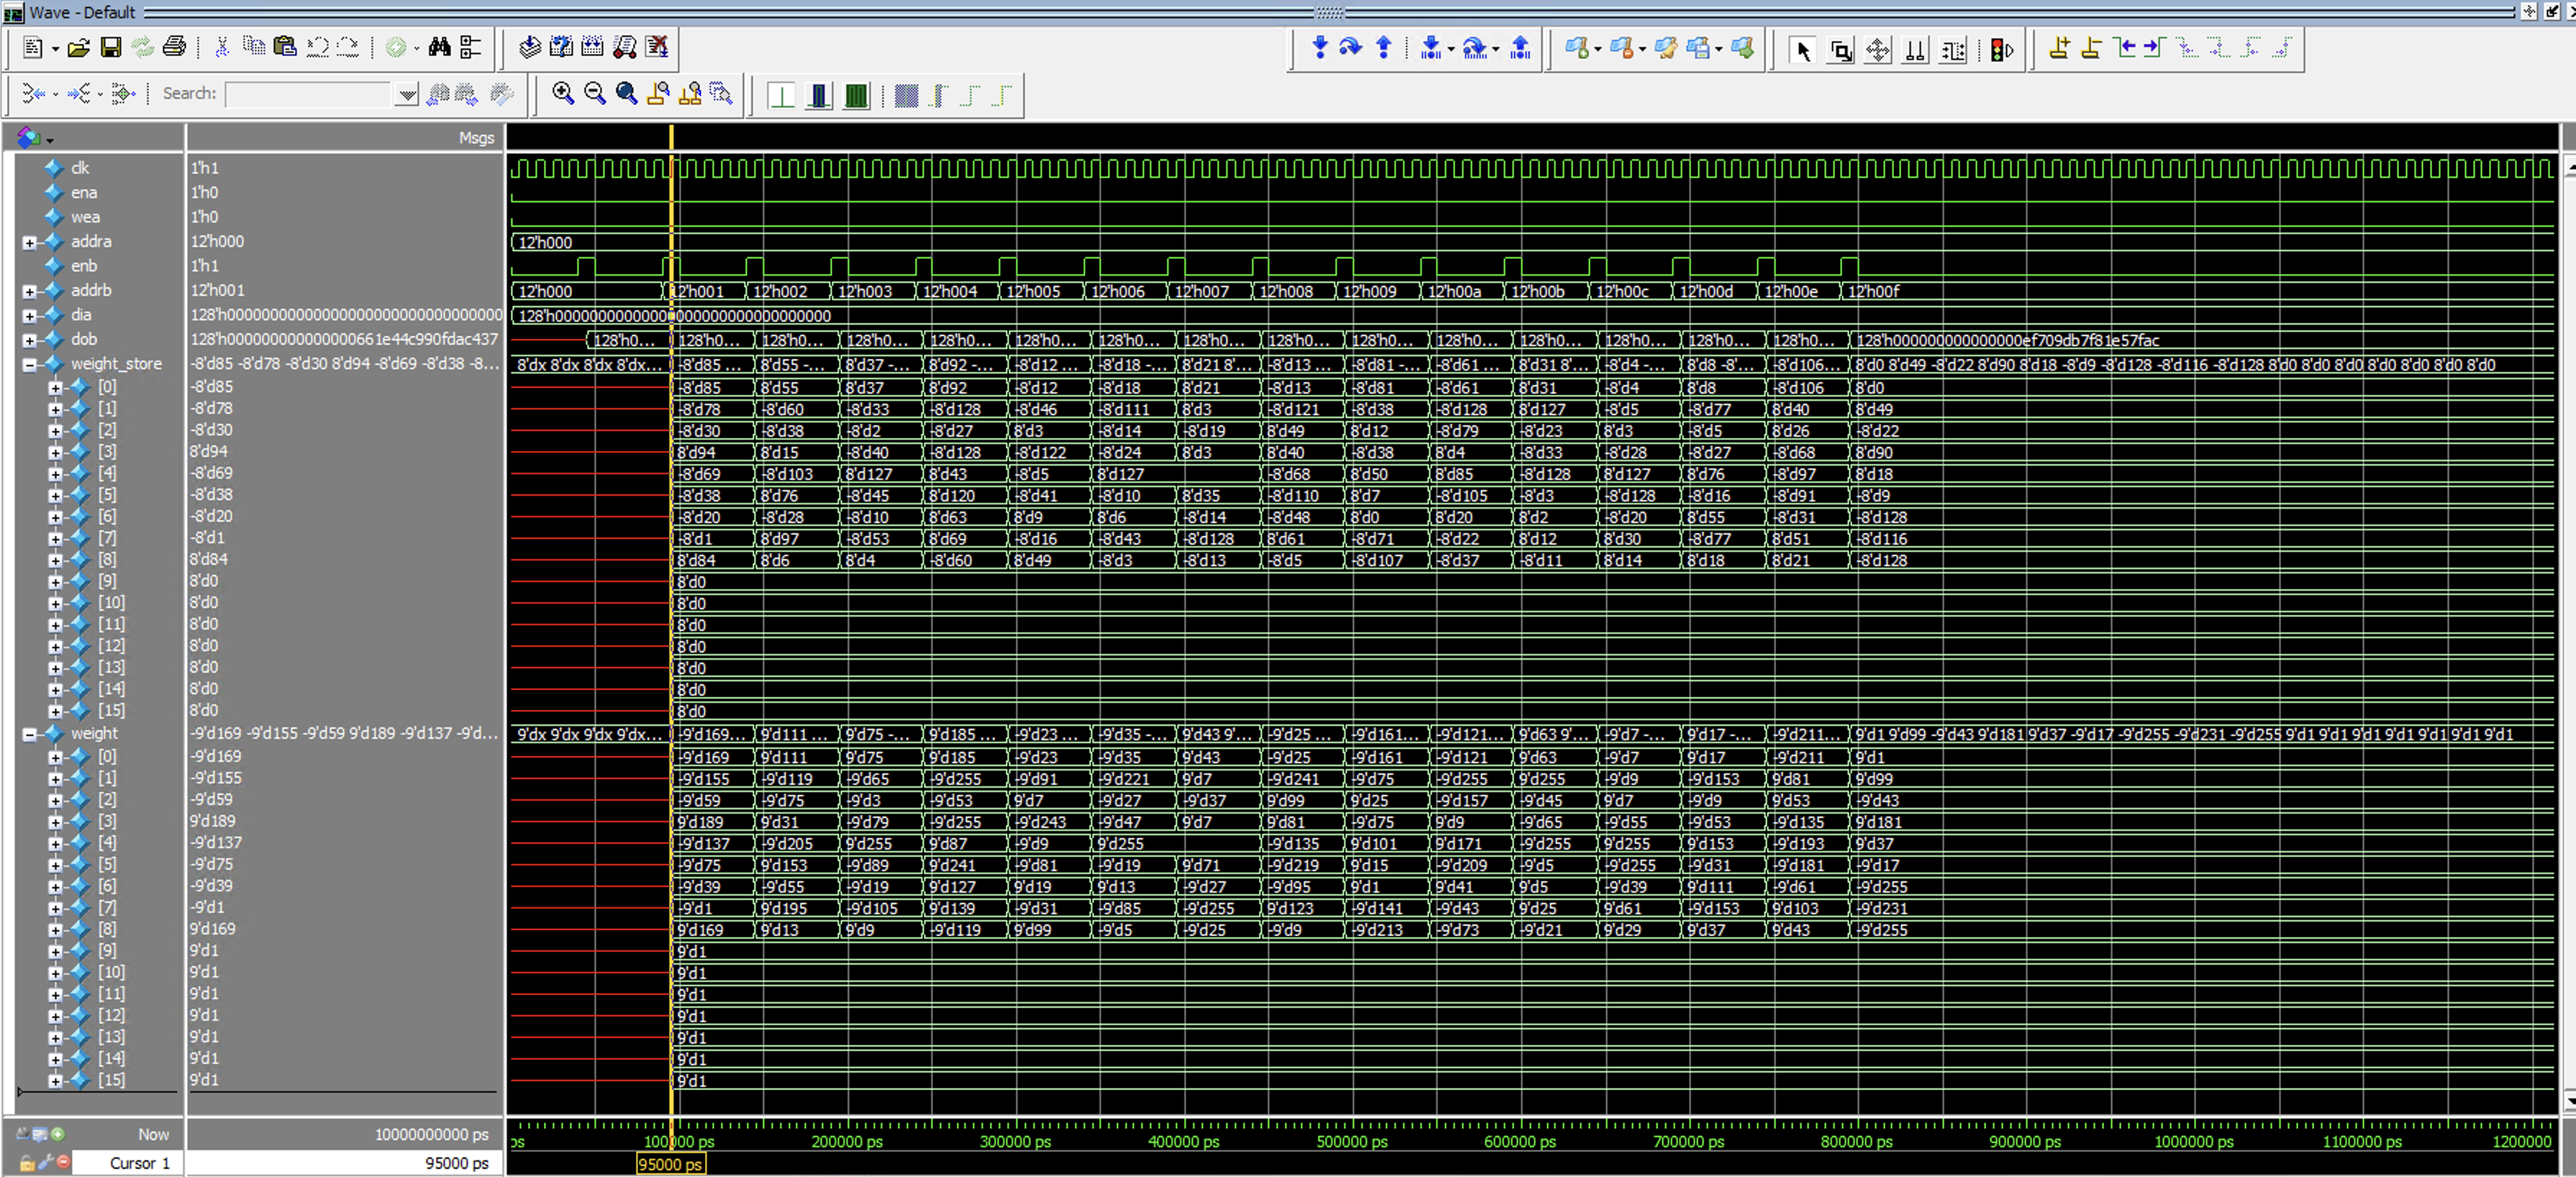 Wave - Default
Search:
Msgs
clk 1'h1
ena 1'h0
wea 1'h0
addra 12'h000 12'h000
enb 1'h1
addrb 12'h001 12'h000 12'h001 12'h002 12'h003 12'h004 12'h005 12'h006 12'h007 12'h008 12'h009 12'h00a 12'h00b 12'h00c 12'h00d 12'h00e 12'h00f
dia
dob 128'h0... 128'h0... 128'h0... 128'h0... 128'h0... 128'h0... 128'h0... 128'h0... 128'h0... 128'h0... 128'h0... 128'h0... 128'h0... 128'h0... 128'h0... 128'h0000000000000000ef709db7f81e57fac
weight_store -8'd85 -8'd78 -8'd30 8'd94 -8'd69 -8'd38 -8... 8'dx 8'dx 8'dx 8'dx... -8'd85 ... 8'd55 -... 8'd37 -... 8'd92 -... -8'd12 ... -8'd18 -... 8'd21 8'... -8'd13 ... -8'd81 -... -8'd61 ... 8'd31 8'... -8'd4 -... 8'd8 -8'... -8'd106... 8'd0 8'd49 -8'd22 8'd90 8'd18 -8'd9 -8'd128 -8'd116 -8'd128 8'd0 8'd0 8'd0 8'd0 8'd0 8'd0 8'd0
[0] -8'd85 -8'd85 8'd55 8'd37 8'd92 -8'd12 -8'd18 8'd21 -8'd13 -8'd81 -8'd61 8'd31 -8'd4 8'd8 -8'd106 8'd0
[1] -8'd78 -8'd78 -8'd60 -8'd33 -8'd128 -8'd46 -8'd111 8'd3 -8'd121 -8'd38 -8'd128 8'd127 -8'd5 -8'd77 8'd40 8'd49
[2] -8'd30 -8'd30 -8'd38 -8'd2 -8'd27 8'd3 -8'd14 -8'd19 8'd49 8'd12 -8'd79 -8'd23 8'd3 -8'd5 8'd26 -8'd22
[3] 8'd94 8'd94 8'd15 -8'd40 -8'd128 -8'd122 -8'd24 8'd3 8'd40 -8'd38 8'd4 -8'd33 -8'd28 -8'd27 -8'd68 8'd90
[4] -8'd69 -8'd69 -8'd103 8'd127 8'd43 -8'd5 8'd127 -8'd68 8'd50 8'd85 -8'd128 8'd127 8'd76 -8'd97 8'd18
[5] -8'd38 -8'd38 8'd76 -8'd45 8'd120 -8'd41 -8'd10 8'd35 -8'd110 8'd7 -8'd105 -8'd3 -8'd128 -8'd16 -8'd91 -8'd9
[6] -8'd20 -8'd20 -8'd28 -8'd10 8'd63 8'd9 8'd6 -8'd14 -8'd48 8'd0 8'd20 8'd2 -8'd20 8'd55 -8'd31 -8'd128
[7] -8'd1 -8'd1 8'd97 -8'd53 8'd69 -8'd16 -8'd43 -8'd128 8'd61 -8'd71 -8'd22 8'd12 8'd30 -8'd77 8'd51 -8'd116
[8] 8'd84 8'd84 8'd6 8'd4 -8'd60 8'd49 -8'd3 -8'd13 -8'd5 -8'd107 -8'd37 -8'd11 8'd14 8'd18 8'd21 -8'd128
[9] 8'd0 8'd0
[10] 8'd0 8'd0
[11] 8'd0 8'd0
[12] 8'd0 8'd0
[13] 8'd0 8'd0
[14] 8'd0 8'd0
[15] 8'd0 8'd0
weight -9'd169 -9'd155 -9'd59 9'd189 -9'd137 -9'd... 9'dx 9'dx 9'dx 9'dx... -9'd169... 9'd111 ... 9'd75 -... 9'd185 ... -9'd23 ... -9'd35 -... 9'd43 9'... -9'd25 ... -9'd161... -9'd121... 9'd63 9'... -9'd7 -... 9'd17 -... -9'd211... 9'd1 9'd99 -9'd43 9'd181 9'd37 -9'd17 -9'd255 -9'd231 -9'd255 9'd1 9'd1 9'd1 9'd1 9'd1 9'd1 9'd1
[0] -9'd169 -9'd169 9'd111 9'd75 9'd185 -9'd23 -9'd35 9'd43 -9'd25 -9'd161 -9'd121 9'd63 -9'd7 9'd17 -9'd211 9'd1
[1] -9'd155 -9'd155 -9'd119 -9'd65 -9'd255 -9'd91 -9'd221 9'd7 -9'd241 -9'd75 -9'd255 9'd255 -9'd9 -9'd153 9'd81 9'd99
[2] -9'd59 -9'd59 -9'd75 -9'd3 -9'd53 9'd7 -9'd27 -9'd37 9'd99 9'd25 -9'd157 -9'd45 9'd7 -9'd9 9'd53 -9'd43
[3] 9'd189 9'd189 9'd31 -9'd79 -9'd255 -9'd243 -9'd47 9'd7 9'd81 -9'd75 9'd9 -9'd65 -9'd55 -9'd53 -9'd135 9'd181
[4] -9'd137 -9'd137 -9'd205 9'd255 9'd87 -9'd9 9'd255 -9'd135 9'd101 9'd171 -9'd255 9'd255 9'd153 -9'd193 9'd37
[5] -9'd75 -9'd75 9'd153 -9'd89 9'd241 -9'd81 -9'd19 9'd71 -9'd219 9'd15 -9'd209 -9'd5 -9'd255 -9'd31 -9'd181 -9'd17
[6] -9'd39 -9'd39 -9'd55 -9'd19 9'd127 9'd19 9'd13 -9'd27 -9'd95 9'd1 9'd41 9'd5 -9'd39 9'd111 -9'd61 -9'd255
[7] -9'd1 -9'd1 9'd195 -9'd105 9'd139 -9'd31 -9'd85 -9'd255 9'd123 -9'd141 -9'd43 9'd25 9'd61 -9'd153 9'd103 -9'd231
[8] 9'd169 9'd169 9'd13 9'd9 -9'd119 9'd99 -9'd5 -9'd25 -9'd9 -9'd213 -9'd73 -9'd21 9'd29 9'd37 9'd43 -9'd255
[9] 9'd1 9'd1
[10] 9'd1 9'd1
[11] 9'd1 9'd1
[12] 9'd1 9'd1
[13] 9'd1 9'd1
[14] 9'd1 9'd1
[15] 9'd1 9'd1
Now 10000000000 ps ps 100000 ps 200000 ps 300000 ps 400000 ps 500000 ps 600000 ps 700000 ps 800000 ps 900000 ps 1000000 ps 1100000 ps 1200000
Cursor 1 95000 ps 95000 ps